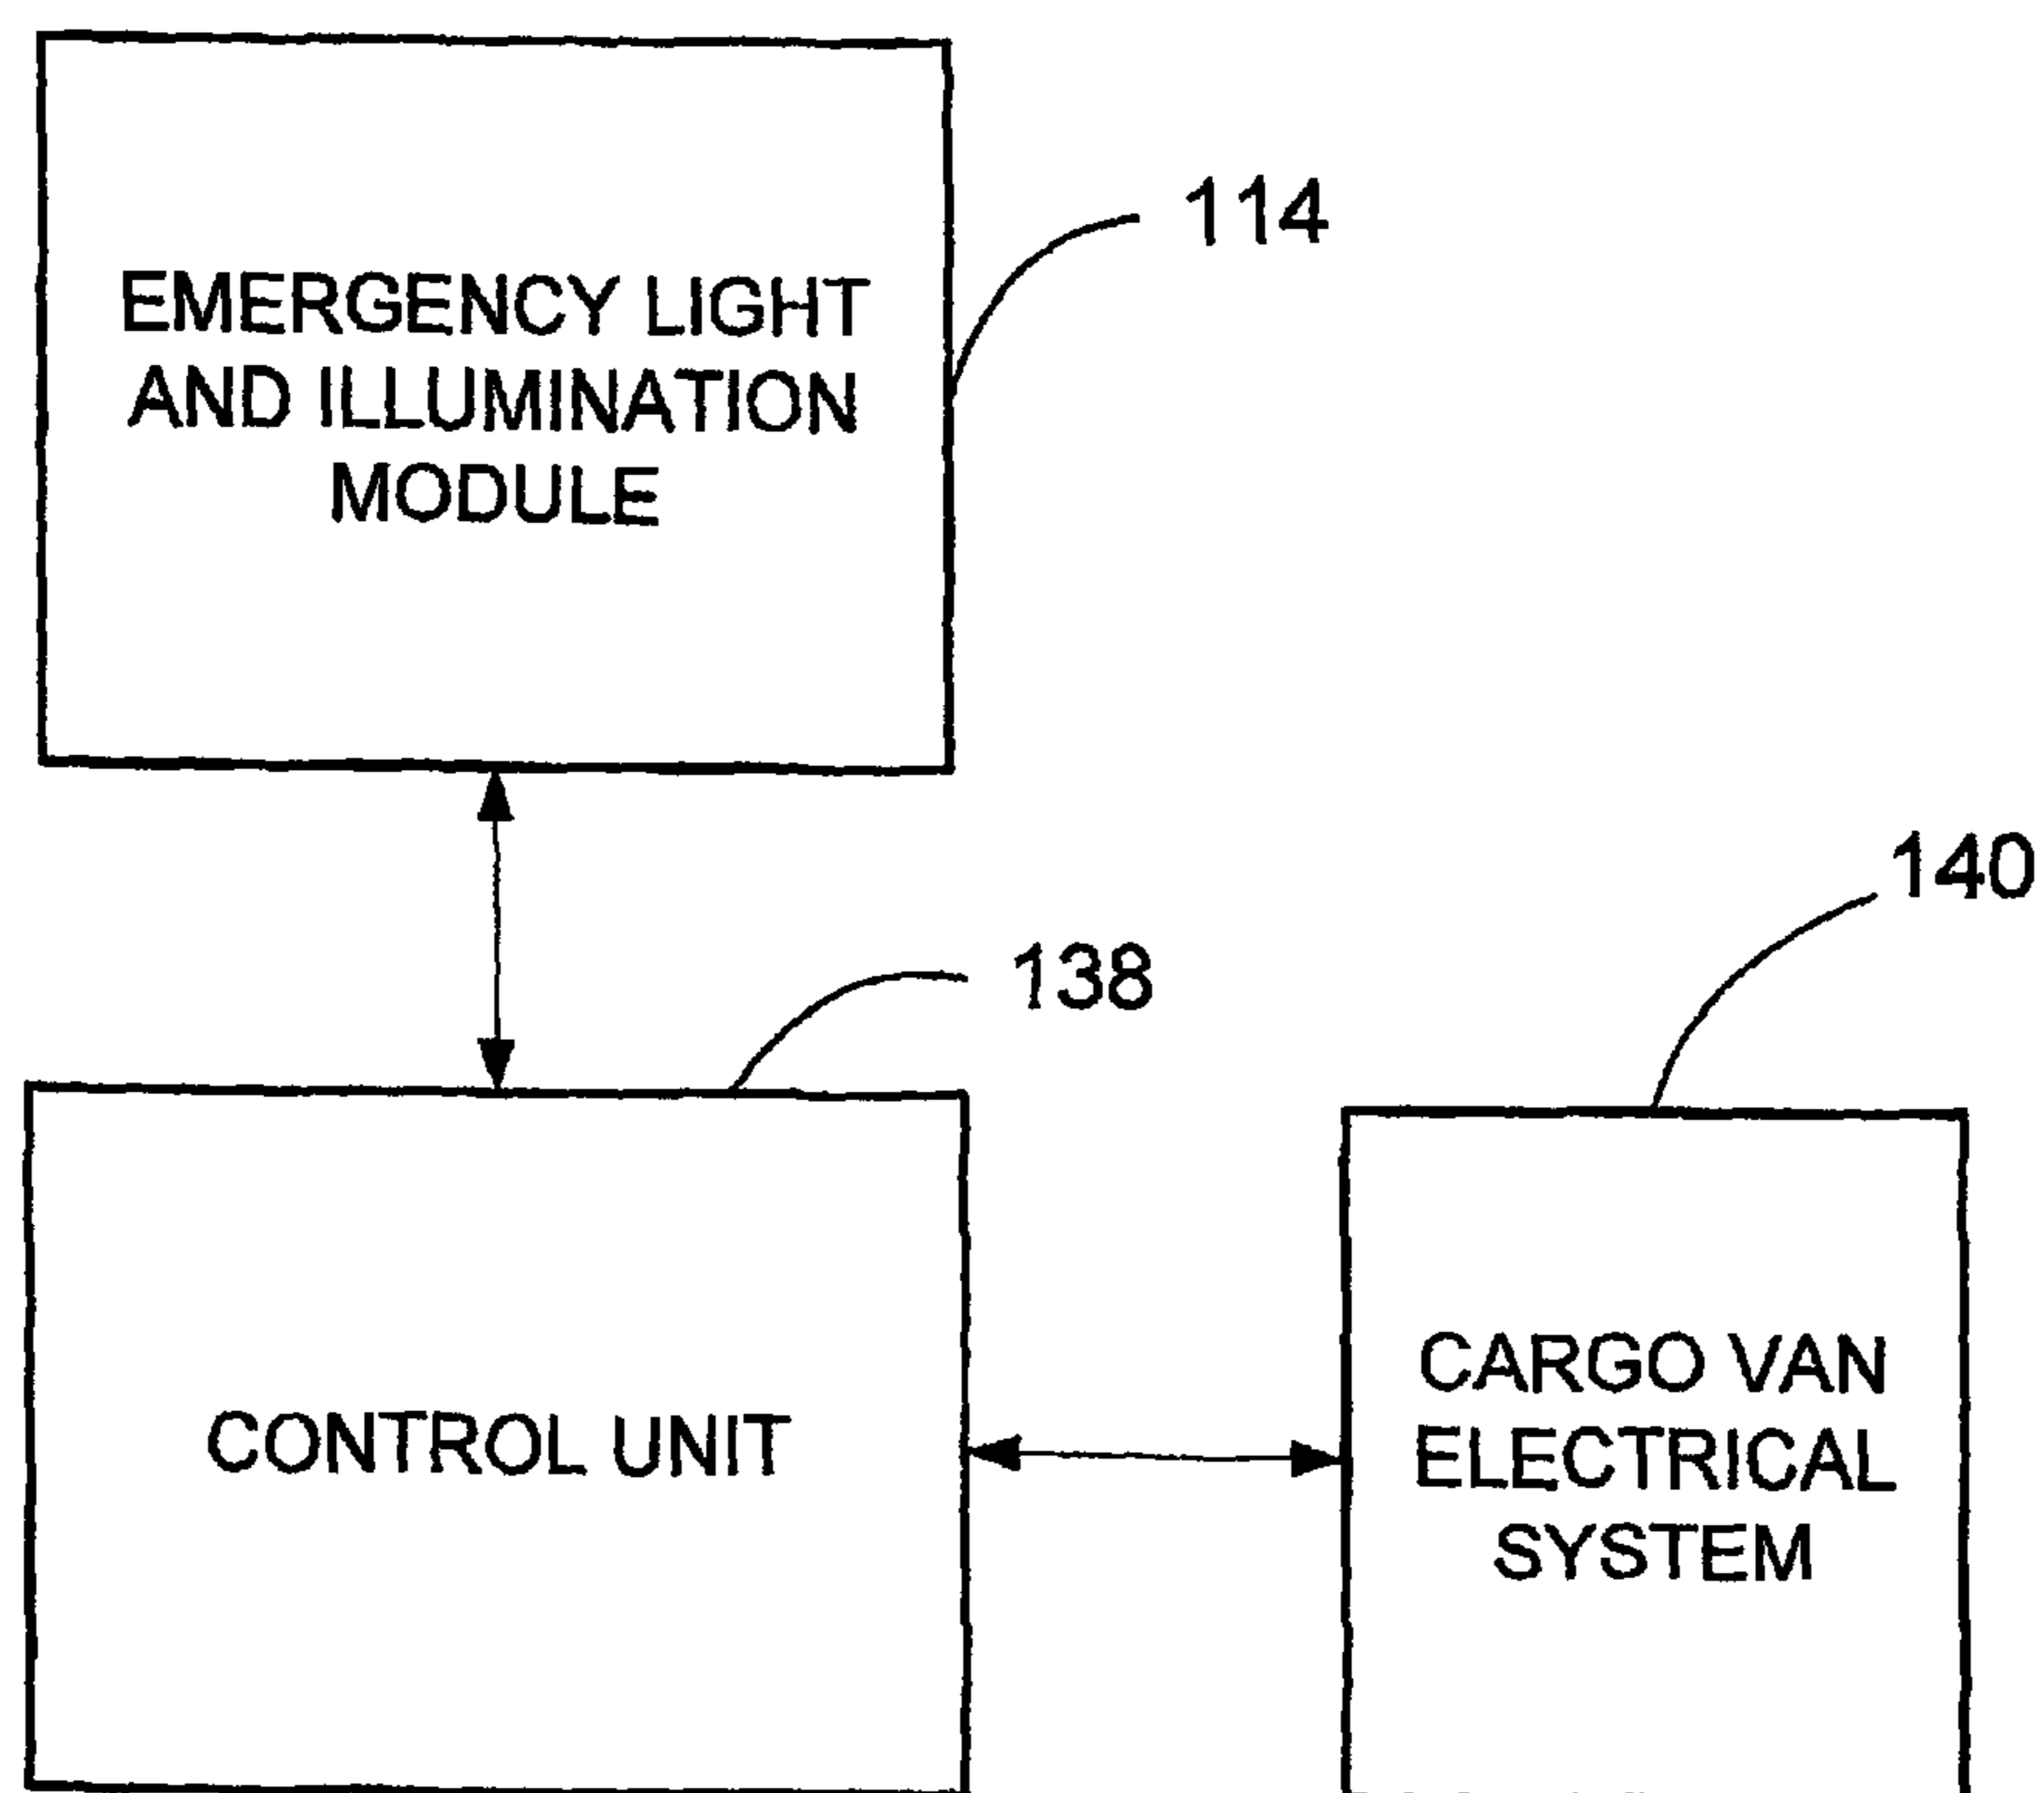 EMERGENCY LIGHT
AND ILLUMINATION
MODULE
114
140
138
CONTROL UNIT
CARGO VAN
ELECTRICAL
SYSTEM